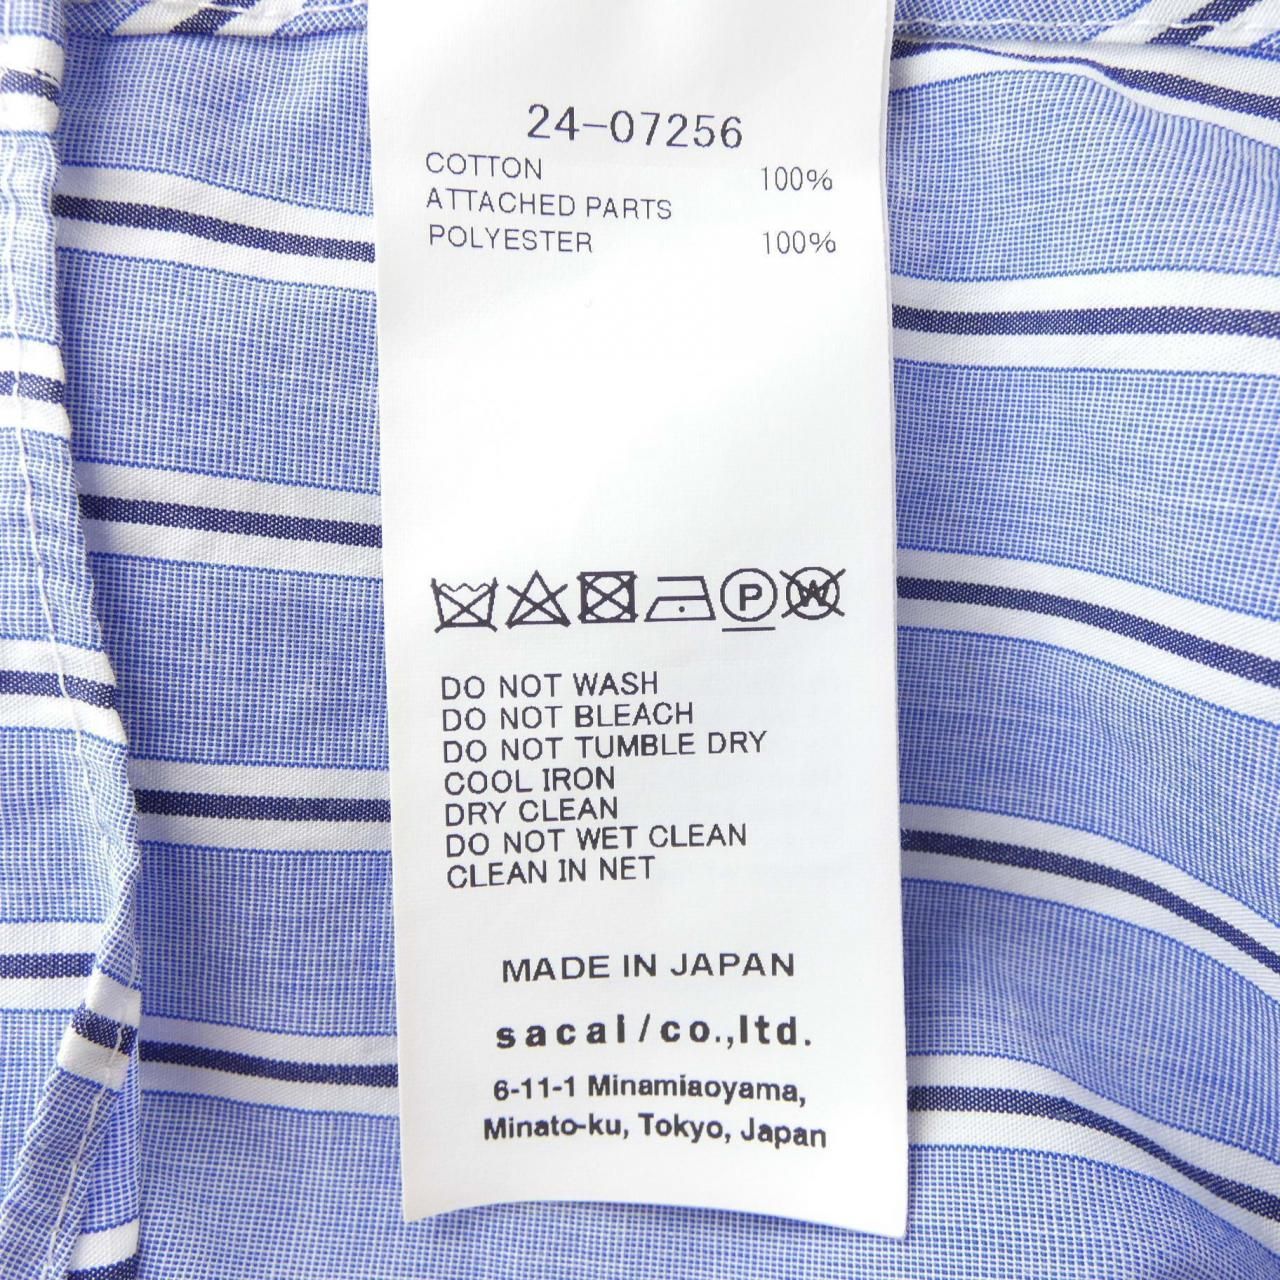 24-07256
COTTON 100%
ATTACHED PARTS
POLYESTER 100%
P W
DO NOT WASH
DO NOT BLEACH
DO NOT TUMBLE DRY
COOL IRON
DRY CLEAN
DO NOT WET CLEAN
CLEAN IN NET
MADE IN JAPAN
sacai/co.,ltd.
6-11-1 Minamiaoyama,
Minato-ku, Tokyo, Japan